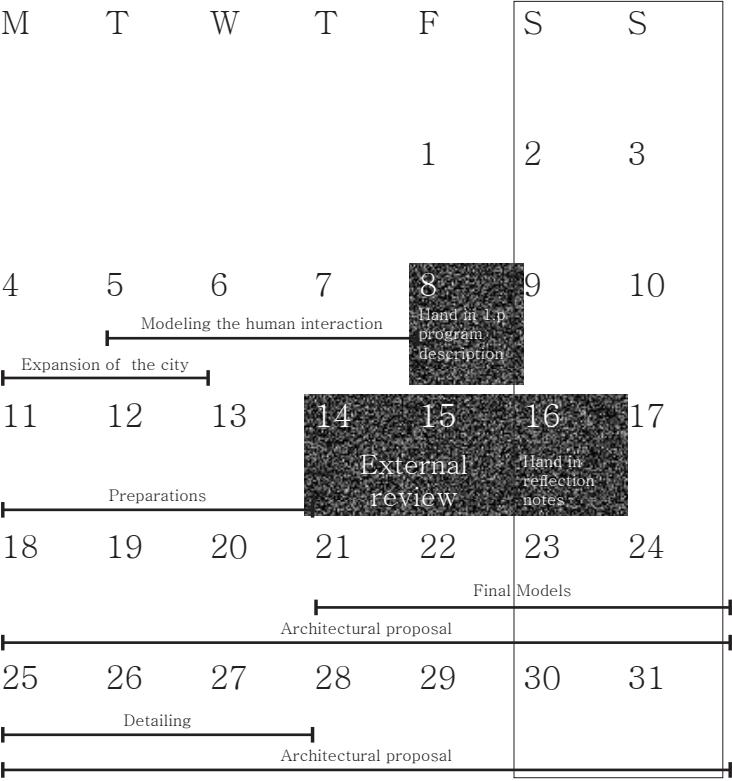 M T W T F S S
1 2 3
4 5 6 7 8 9 10
Hand in 1.p
program
description
Modeling the human interaction
Expansion of the city
11 12 13 14 15 16 17
External
review
Hand in
reflection
notes
Preparations
18 19 20 21 22 23 24
Final Models
Architectural proposal
25 26 27 28 29 30 31
Detailing
Architectural proposal